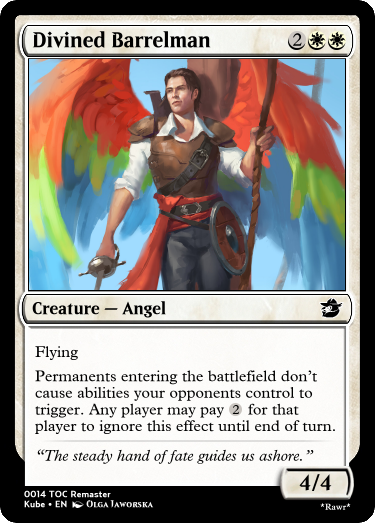 Divined Barrelman 2
Creature — Angel
Flying
Permanents entering the battlefield don't
cause abilities your opponents control to
trigger. Any player may pay 2 for that
player to ignore this effect until end of turn.
“The steady hand of fate guides us ashore.”
4/4
0014 TOC Remaster
Kube • EN Olga Jaworska
*Rawr*